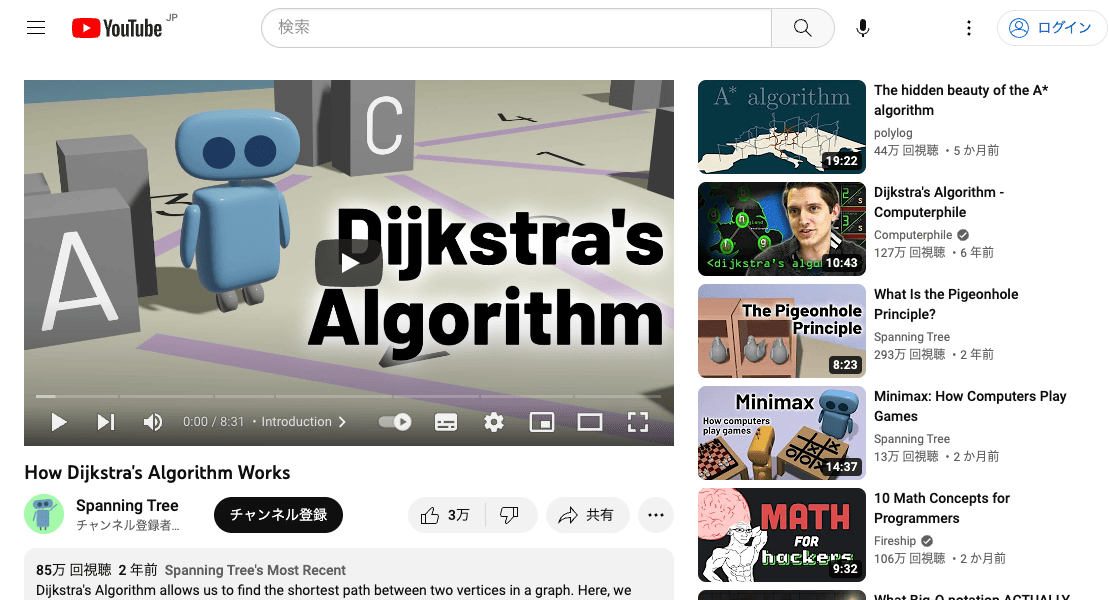 YouTube JP
検索
ログイン
A
C
3
4
1
Dijkstra's
Algorithm
0:00 / 8:31 • Introduction
How Dijkstra's Algorithm Works
Spanning Tree
チャンネル登録者...
チャンネル登録
3万
共有
85万 回視聴 2 年前 Spanning Tree's Most Recent
Dijkstra's Algorithm allows us to find the shortest path between two vertices in a graph. Here, we
A* algorithm
19:22
The hidden beauty of the A*
algorithm
polylog
44万 回視聴 ・5 か月前
<dijkstra's algo
10:43
Dijkstra's Algorithm -
Computerphile
Computerphile
127万 回視聴 ・6 年前
The Pigeonhole
Principle
8:23
What Is the Pigeonhole
Principle?
Spanning Tree
293万 回視聴 ・2 年前
Minimax
How computers
play games
14:37
Minimax: How Computers Play
Games
Spanning Tree
13万 回視聴 ・2 か月前
MATH
FOR
hackers
9:32
10 Math Concepts for
Programmers
Fireship
106万 回視聴 ・2 か月前
What Big-O notation ACTUALLY